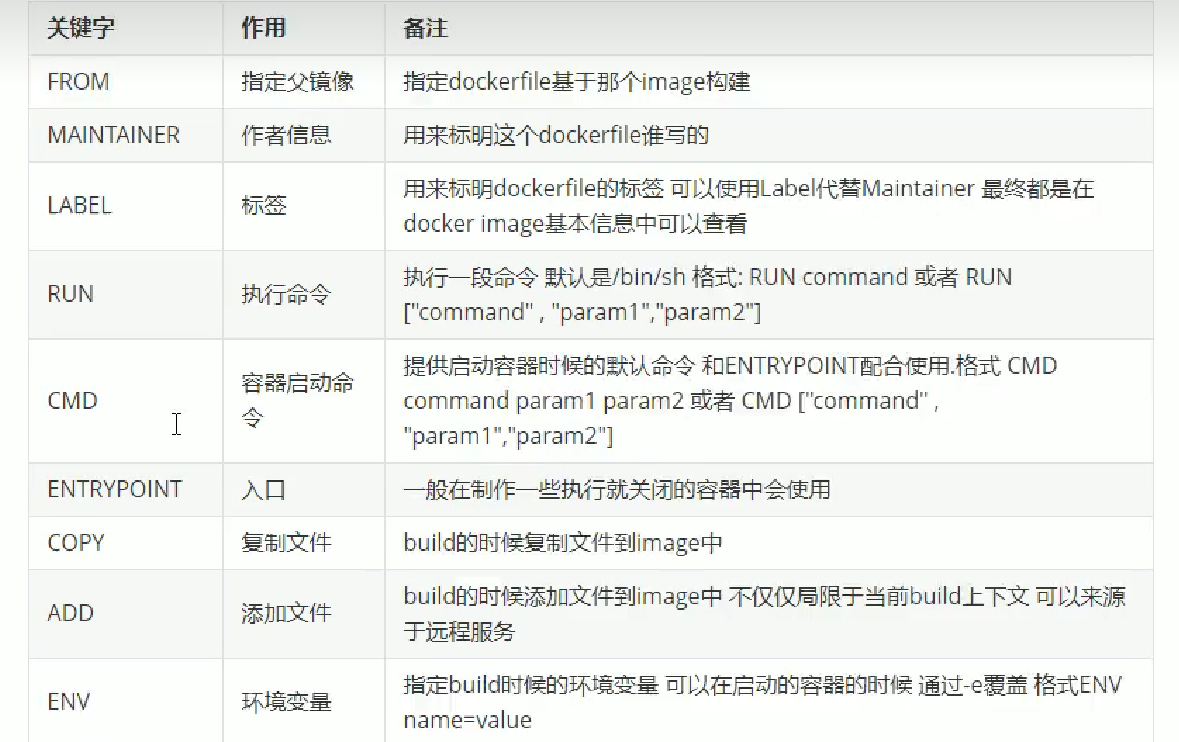 关键字 作用 备注
FROM 指定父镜像 指定dockerfile基于那个image构建
MAINTAINER 作者信息 用来标明这个dockerfile谁写的
LABEL 标签 用来标明dockerfile的标签 可以使用Label代替Maintainer 最终都是在
docker image基本信息中可以查看
RUN 执行命令 执行一段命令 默认是/bin/sh 格式: RUN command 或者 RUN
["command" , "param1","param2"]
CMD 容器启动命
令 提供启动容器时候的默认命令 和ENTRYPOINT配合使用.格式 CMD
command param1 param2 或者 CMD ["command" ,
"param1","param2"]
ENTRYPOINT 入口 一般在制作一些执行就关闭的容器中会使用
COPY 复制文件 build的时候复制文件到image中
ADD 添加文件 build的时候添加文件到image中 不仅仅局限于当前build上下文 可以来源
于远程服务
ENV 环境变量 指定build时候的环境变量 可以在启动的容器的时候 通过-e覆盖 格式ENV
name=value